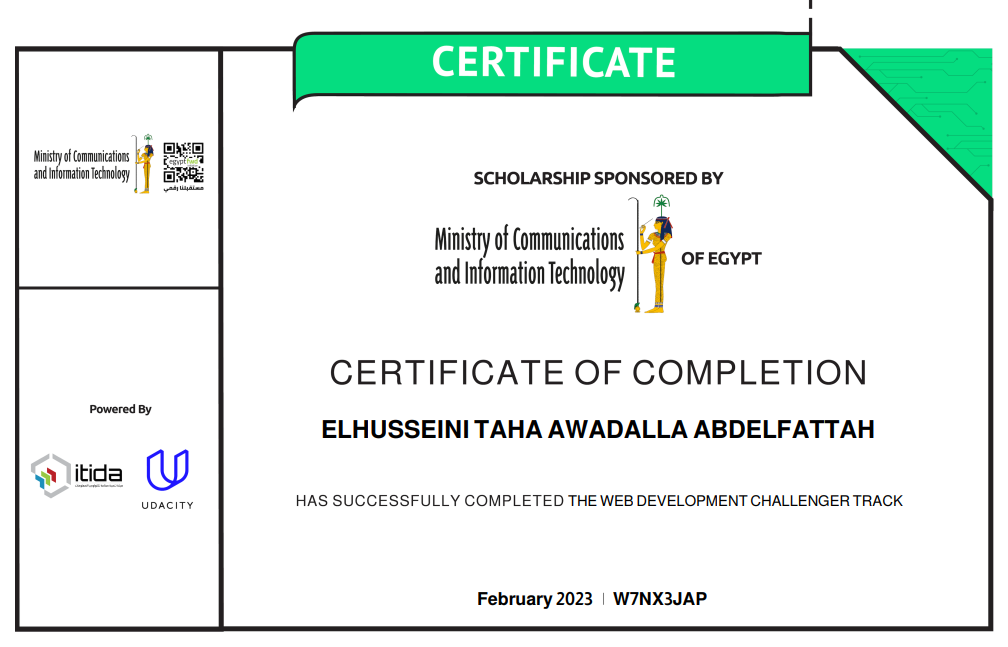 CERTIFICATE
Ministry of Communications
and Information Technology
egyptfwd
مستقبلنا رقمي
SCHOLARSHIP SPONSORED BY
Ministry of Communications
and Information Technology
OF EGYPT
CERTIFICATE OF COMPLETION
ELHUSSEINI TAHA AWADALLA ABDELFATTAH
HAS SUCCESSFULLY COMPLETED THE WEB DEVELOPMENT CHALLENGER TRACK
Powered By
itida
UDACITY
February 2023 | W7NX3JAP